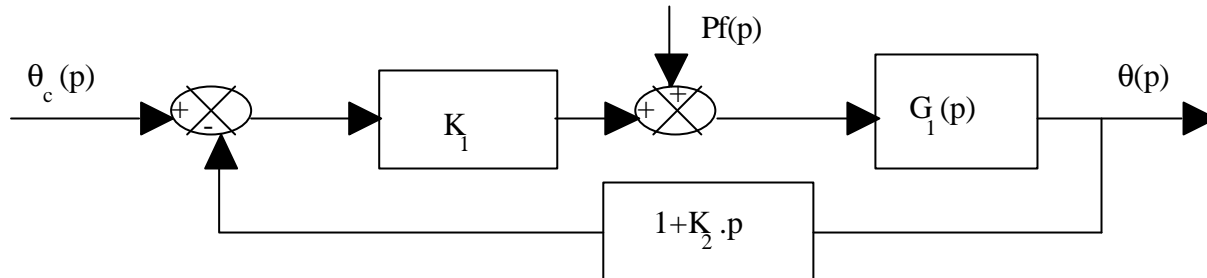 Pf(p)
θc(p)
θ(p)
+
-
K1
+
+
G1(p)
1+K2.p